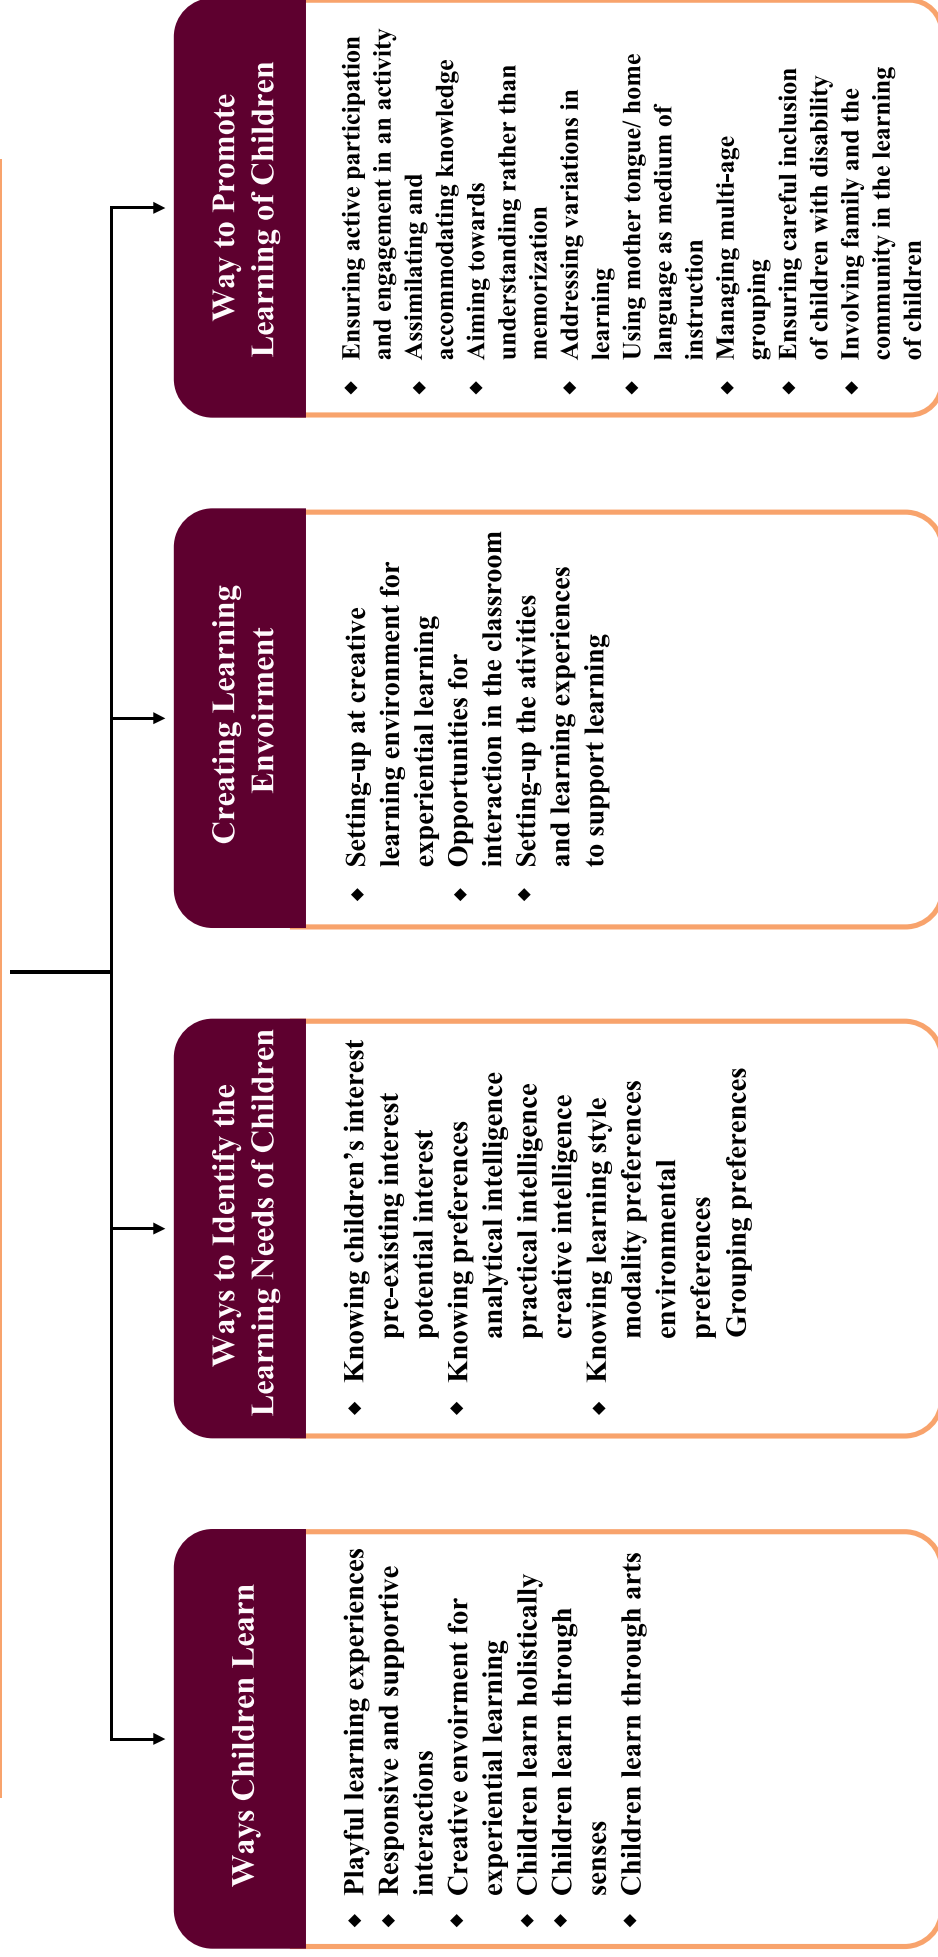 Ways Children Learn
◆ Playful learning experiences
◆ Responsive and supportive
interactions
◆ Creative envoirment for
experiential learning
◆ Children learn holistically
◆ Children learn through
senses
◆ Children learn through arts
Ways to Identify the
Learning Needs of Children
◆ Knowing children’s interest
pre-existing interest
potential interest
◆ Knowing preferences
analytical intelligence
practical intelligence
creative intelligence
◆ Knowing learning style
modality preferences
environmental
preferences
Grouping preferences
Creating Learning
Envoirment
◆ Setting-up at creative
learning environment for
experiential learning
◆ Opportunities for
interaction in the classroom
◆ Setting-up the ativities
and learning experiences
to support learning
Way to Promote
Learning of Children
◆ Ensuring active participation
and engagement in an activity
◆ Assimilating and
accommodating knowledge
◆ Aiming towards
understanding rather than
memorization
◆ Addressing variations in
learning
◆ Using mother tongue/ home
language as medium of
instruction
◆ Managing multi-age
grouping
◆ Ensuring careful inclusion
of children with disability
◆ Involving family and the
community in the learning
of children